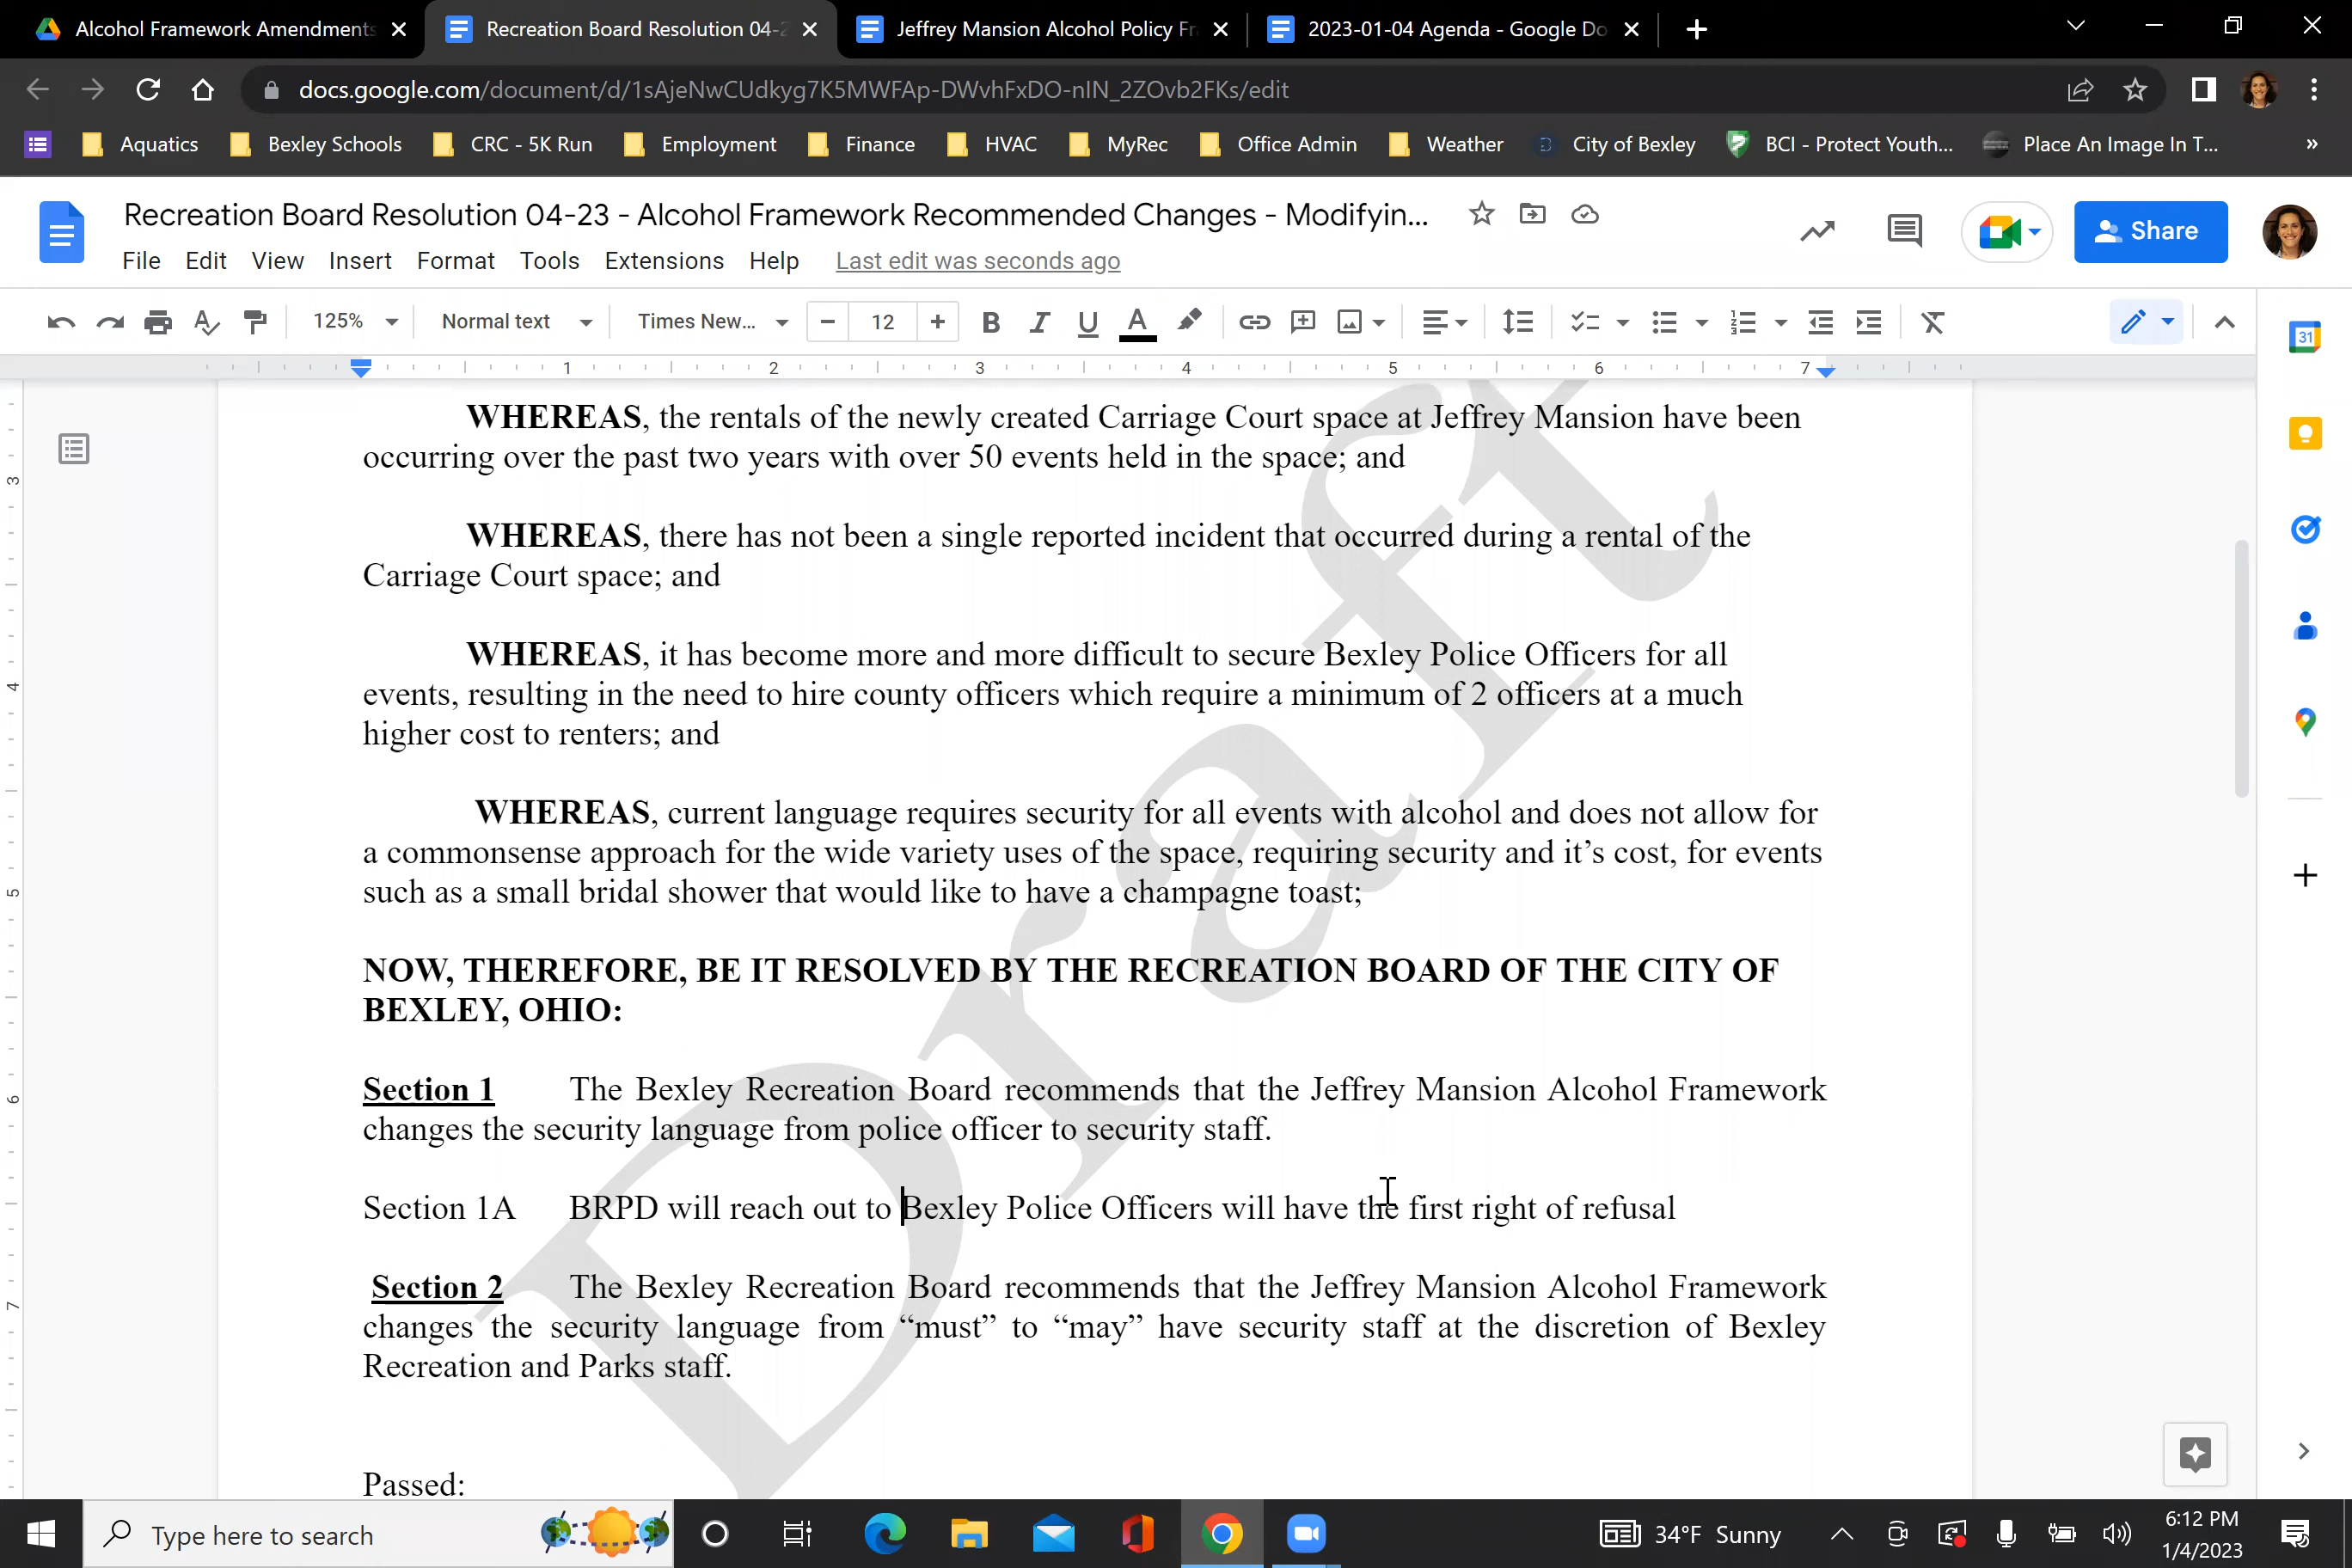 Alcohol Framework Amendments
Recreation Board Resolution 04-2
Jeffrey Mansion Alcohol Policy Fr
2023-01-04 Agenda - Google Do
docs.google.com/document/d/1sAjeNwCUdkyg7K5MWFAp-DWvhFxDO-nIN_2ZOvb2FKs/edit
Aquatics
Bexley Schools
CRC - 5K Run
Employment
Finance
HVAC
MyRec
Office Admin
Weather
City of Bexley
BCI - Protect Youth...
Place An Image In T...
Recreation Board Resolution 04-23 - Alcohol Framework Recommended Changes - Modifyin...
Share
File Edit View Insert Format Tools Extensions Help Last edit was seconds ago
125% Normal text Times New... 12
31
1 2 3 4 5 6 7
3
4
5
6
7
Draft
WHEREAS, the rentals of the newly created Carriage Court space at Jeffrey Mansion have been
occurring over the past two years with over 50 events held in the space; and
WHEREAS, there has not been a single reported incident that occurred during a rental of the
Carriage Court space; and
WHEREAS, it has become more and more difficult to secure Bexley Police Officers for all
events, resulting in the need to hire county officers which require a minimum of 2 officers at a much
higher cost to renters; and
WHEREAS, current language requires security for all events with alcohol and does not allow for
a commonsense approach for the wide variety uses of the space, requiring security and it’s cost, for events
such as a small bridal shower that would like to have a champagne toast;
NOW, THEREFORE, BE IT RESOLVED BY THE RECREATION BOARD OF THE CITY OF
BEXLEY, OHIO:
Section 1 The Bexley Recreation Board recommends that the Jeffrey Mansion Alcohol Framework
changes the security language from police officer to security staff.
Section 1A BRPD will reach out to Bexley Police Officers will have the first right of refusal
Section 2 The Bexley Recreation Board recommends that the Jeffrey Mansion Alcohol Framework
changes the security language from “must” to “may” have security staff at the discretion of Bexley
Recreation and Parks staff.
Passed:
Type here to search
34°F Sunny
6:12 PM
1/4/2023